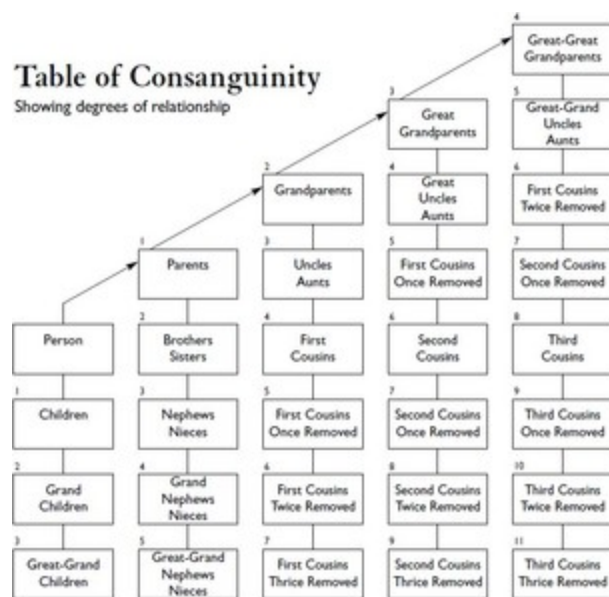 Table of Consanguinity
Showing degrees of relationship
4
Great-Great
Grandparents
3
Great
Grandparents
5
Great-Grand
Uncles
Aunts
2
Grandparents
4
Great
Uncles
Aunts
6
First Cousins
Twice Removed
1
Parents
3
Uncles
Aunts
5
First Cousins
Once Removed
7
Second Cousins
Once Removed
Person
2
Brothers
Sisters
4
First
Cousins
6
Second
Cousins
8
Third
Cousins
1
Children
3
Nephews
Nieces
5
First Cousins
Once Removed
7
Second Cousins
Once Removed
9
Third Cousins
Once Removed
2
Grand
Children
4
Grand
Nephews
Nieces
6
First Cousins
Twice Removed
8
Second Cousins
Twice Removed
10
Third Cousins
Twice Removed
3
Great-Grand
Children
5
Great-Grand
Nephews
Nieces
7
First Cousins
Thrice Removed
9
Second Cousins
Thrice Removed
11
Third Cousins
Thrice Removed